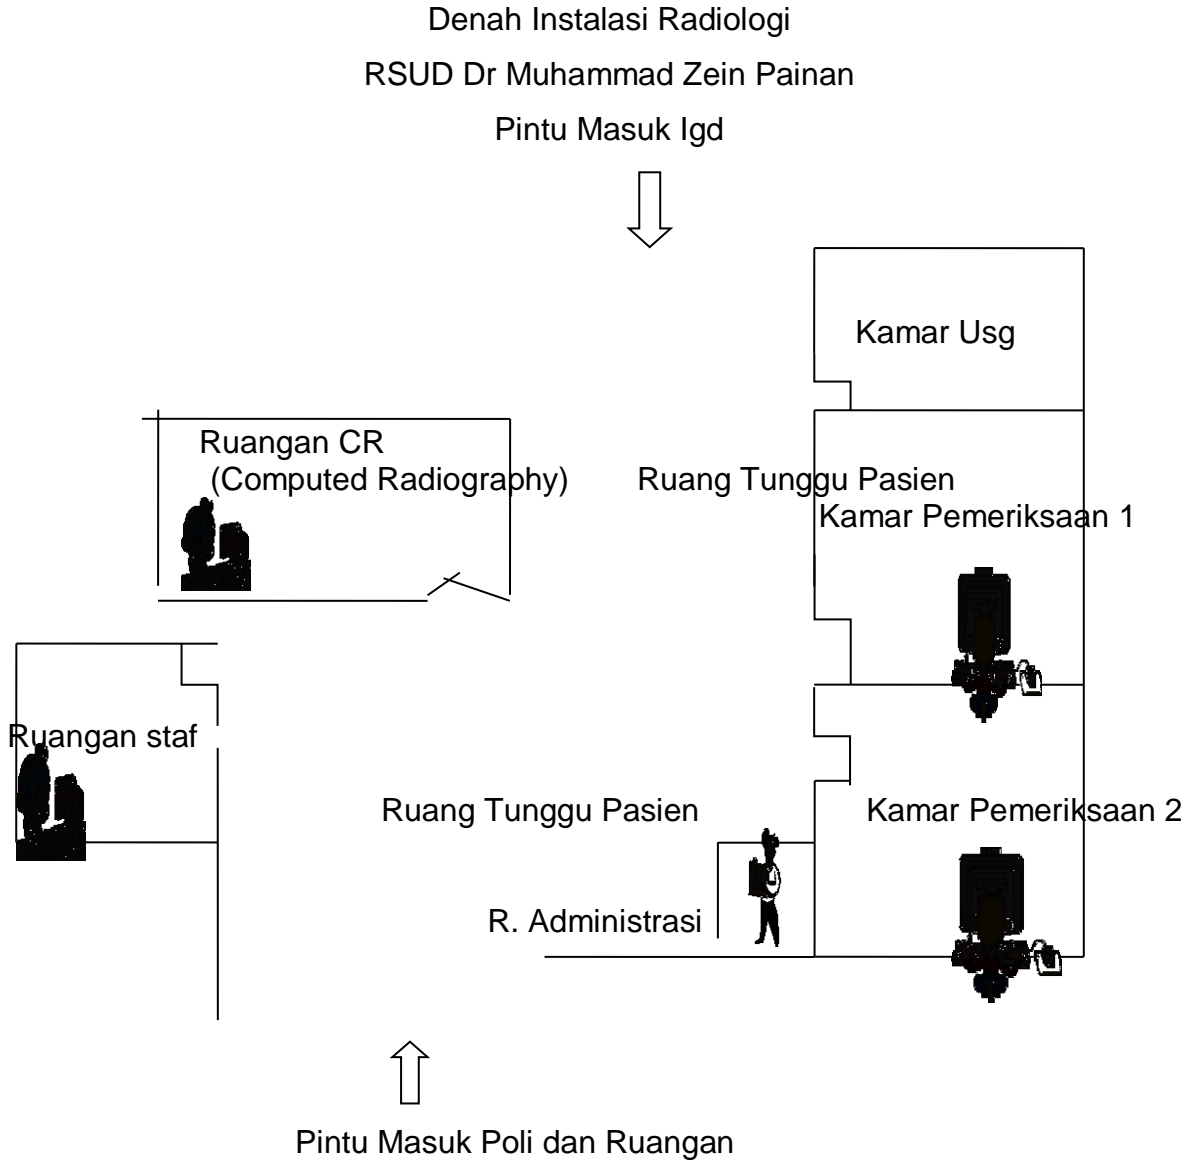 Denah Instalasi Radiologi
RSUD Dr Muhammad Zein Painan
Pintu Masuk Igd
Kamar Usg
Ruangan CR
(Computed Radiography)
Ruang Tunggu Pasien
Kamar Pemeriksaan 1
Ruangan staf
Ruang Tunggu Pasien
Kamar Pemeriksaan 2
R. Administrasi
Pintu Masuk Poli dan Ruangan